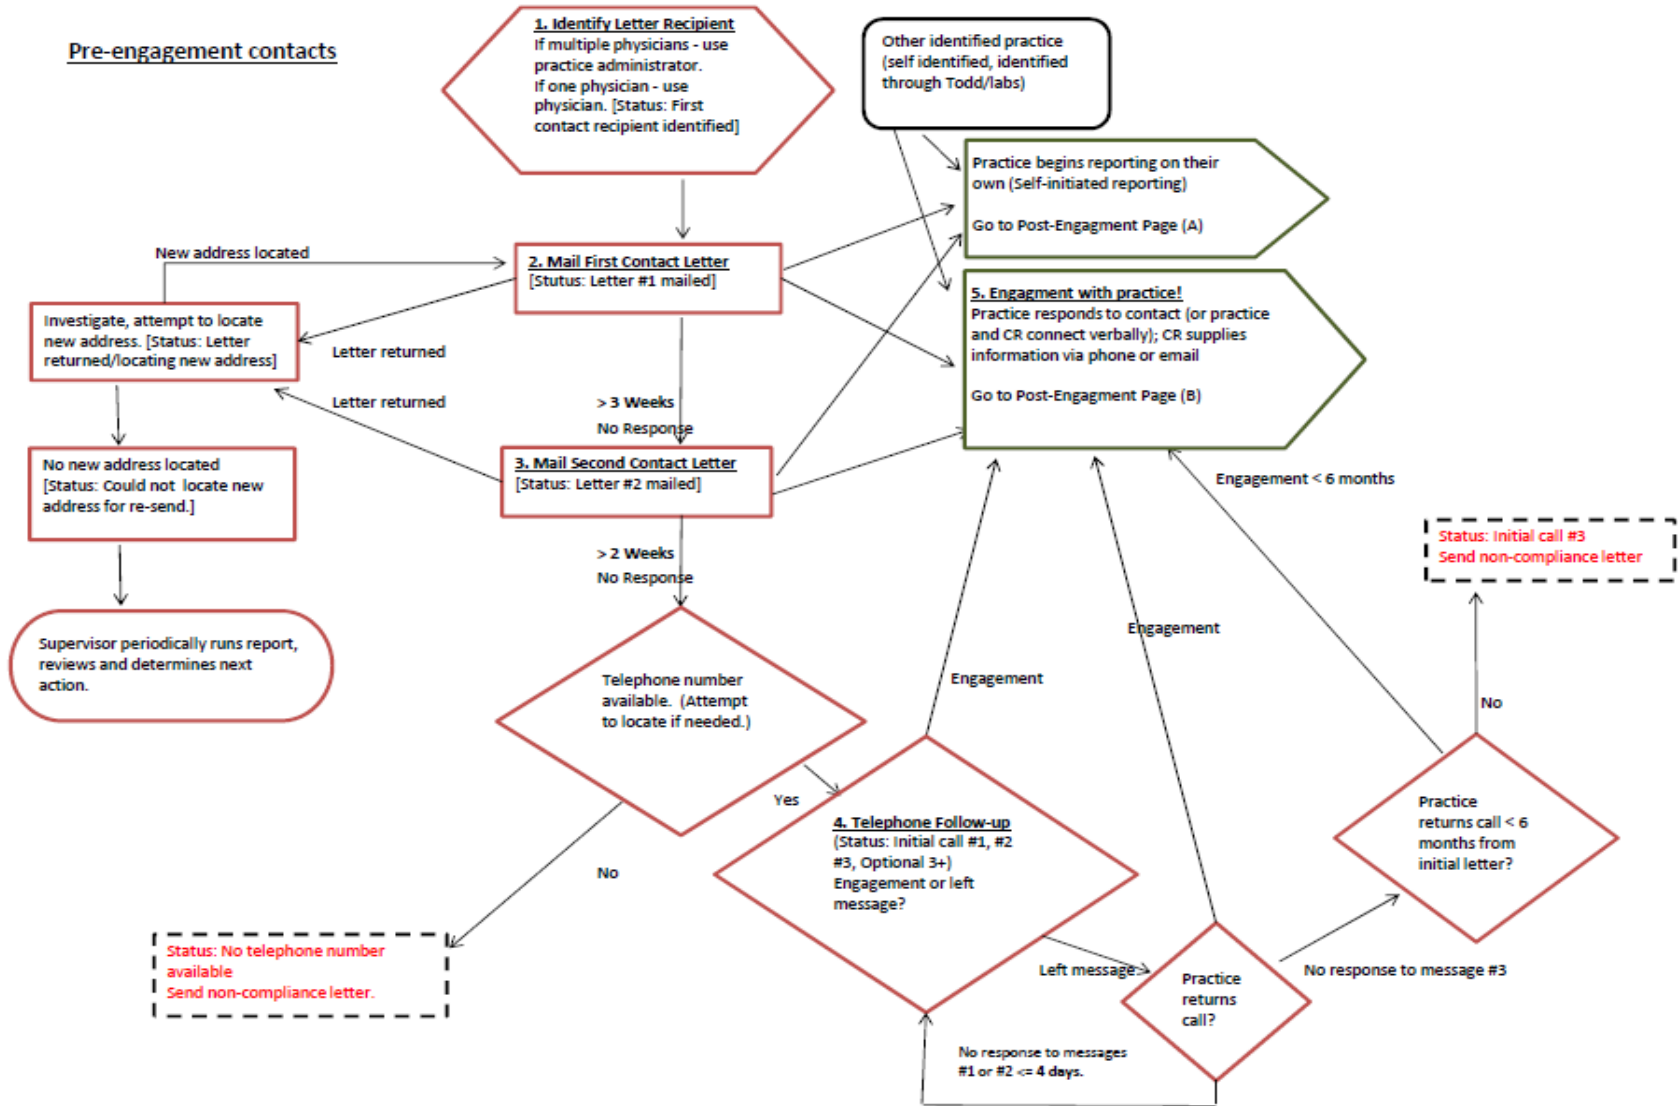 Pre-engagement contacts
1. Identify Letter Recipient
If multiple physicians - use
practice administrator.
If one physician - use
physician. [Status: First
contact recipient identified]
Other identified practice
(self identified, identified
through Todd/labs)
Practice begins reporting on their
own (Self-initiated reporting)
Go to Post-Engagment Page (A)
New address located
2. Mail First Contact Letter
[Stutus: Letter #1 mailed]
5. Engagment with practice!
Practice responds to contact (or practice
and CR connect verbally); CR supplies
information via phone or email
Go to Post-Engagment Page (B)
Investigate, attempt to locate
new address. [Status: Letter
returned/locating new address]
Letter returned
Letter returned
> 3 Weeks
No Response
No new address located
[Status: Could not locate new
address for re-send.]
3. Mail Second Contact Letter
[Status: Letter #2 mailed]
Engagement < 6 months
> 2 Weeks
No Response
Status: Initial call #3
Send non-compliance letter
Supervisor periodically runs report,
reviews and determines next
action.
Telephone number
available. (Attempt
to locate if needed.)
Engagement
Engagement
No
Yes
No
4. Telephone Follow-up
(Status: Initial call #1, #2
#3, Optional 3+)
Engagement or left
message?
Practice
returns call < 6
months from
initial letter?
Status: No telephone number
available
Send non-compliance letter.
Left message.
Practice
returns
call?
No response to message #3
No response to messages
#1 or #2 <= 4 days.